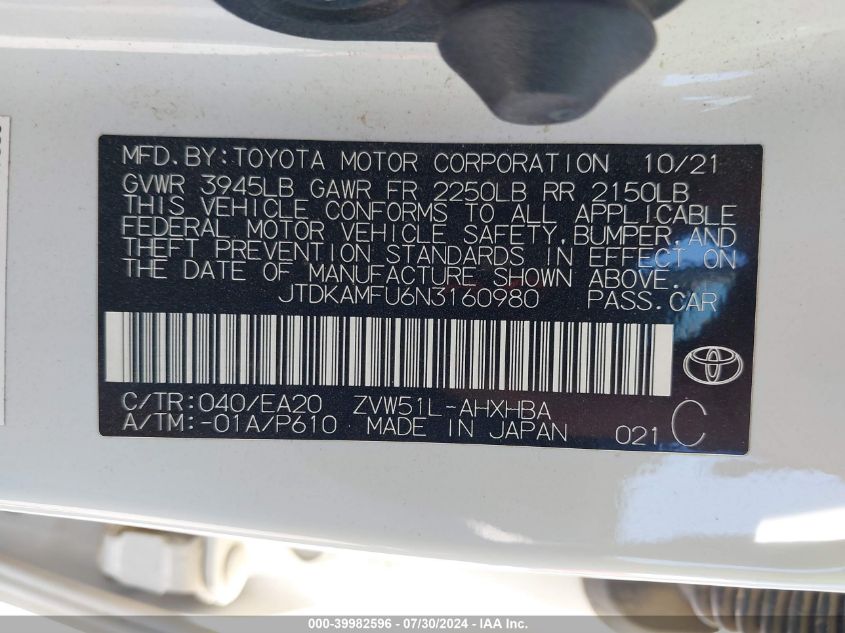 MFD. BY: TOYOTA MOTOR CORPORATION 10/21
GVWR 3945LB GAWR FR 2250LB RR 2150LB
THIS VEHICLE CONFORMS TO ALL APPLICABLE
FEDERAL MOTOR VEHICLE SAFETY, BUMPER, AND
THEFT PREVENTION STANDARDS IN EFFECT ON
THE DATE OF MANUFACTURE SHOWN ABOVE.
JTDKAMFU6N3160980 PASS. CAR
C/TR: 040/EA20 ZVW51L-AHXHBA
A/TM: -01A/P610 MADE IN JAPAN 021 C
000-39982596 - 07/30/2024 - IAA Inc.